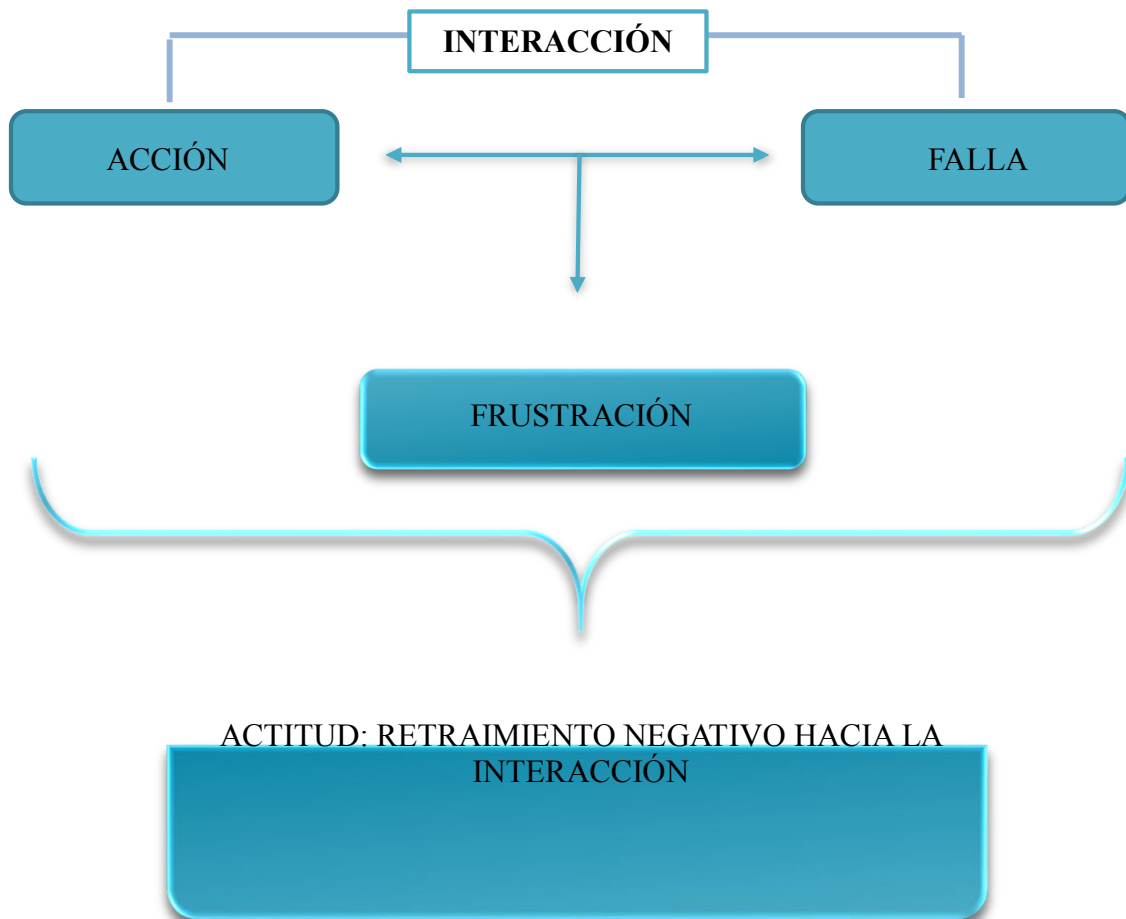 INTERACCIÓN
ACCIÓN
FALLA
FRUSTRACIÓN
ACTITUD: RETRAIMIENTO NEGATIVO HACIA LA
INTERACCIÓN